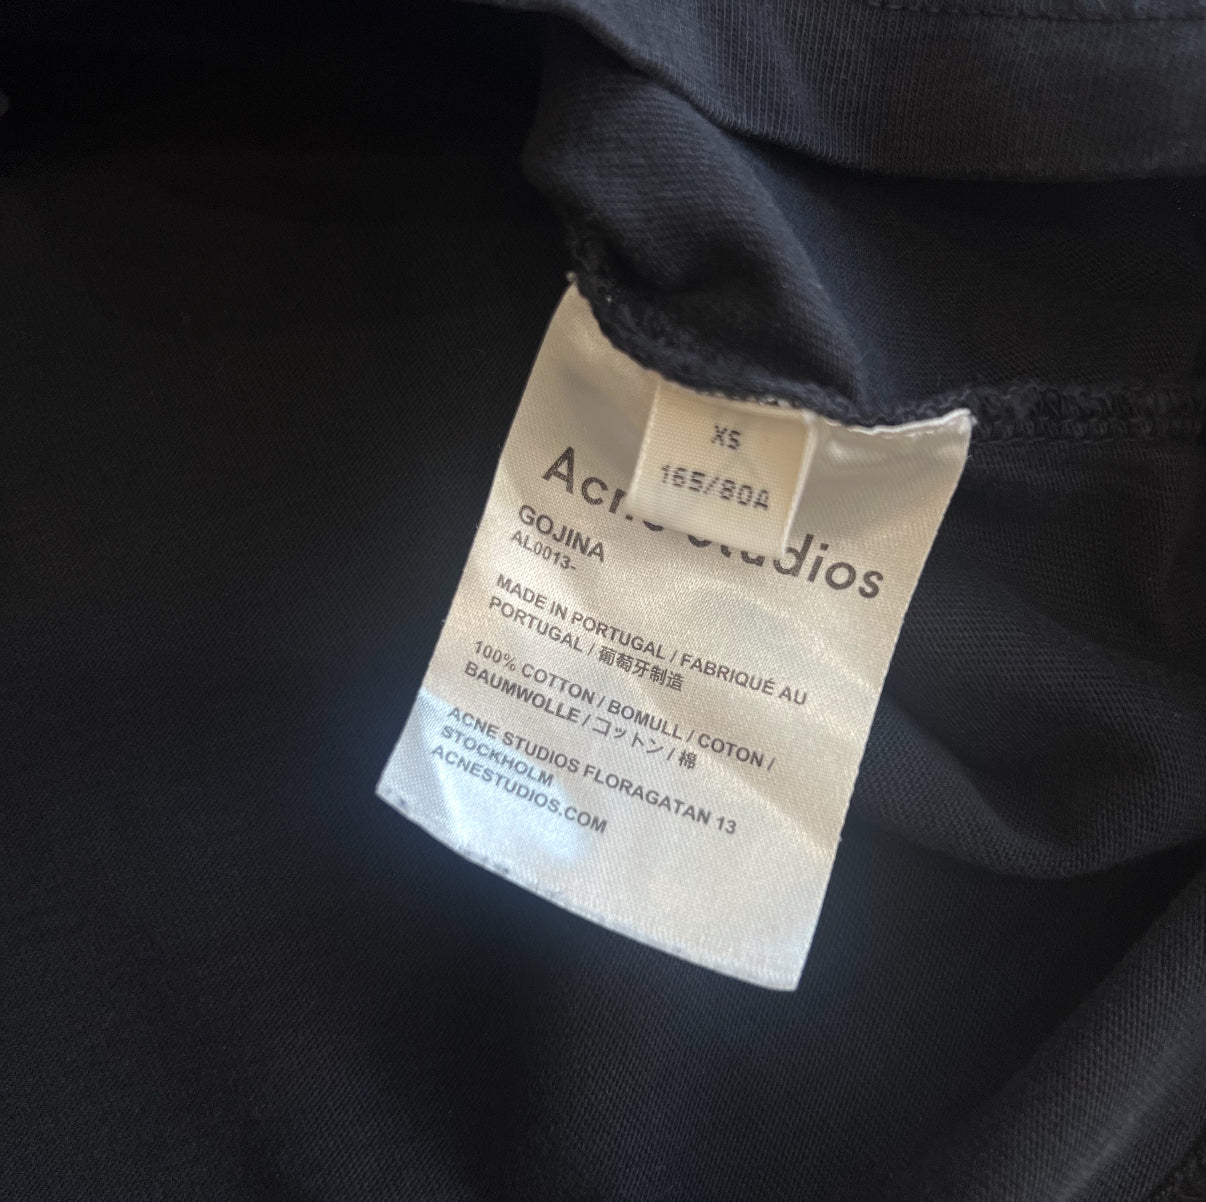 XS
165/80A
Acne Studios
GOJINA
AL0013-
MADE IN PORTUGAL / FABRIQUÉ AU
PORTUGAL / 葡萄牙制造
100% COTTON / BOMULL / COTON /
BAUMWOLLE / コットン / 棉
ACNE STUDIOS FLORAGATAN 13
STOCKHOLM
ACNESTUDIOS.COM